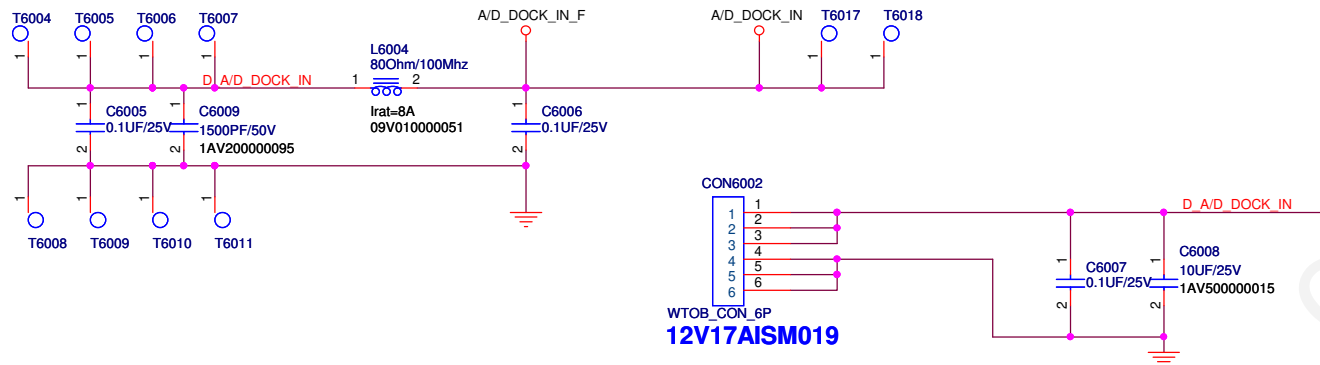 T6004
T6005
T6006
T6007
A/D_DOCK_IN_F
A/D_DOCK_IN
T6017
T6018
1
1
1
1
1
1
L6004
80Ohm/100Mhz
D_A/D_DOCK_IN
1
2
Irat=8A
09V010000051
1
C6005
0.1UF/25V
2
1
C6009
1500PF/50V
1AV200000095
2
1
C6006
0.1UF/25V
2
1
1
1
1
T6008
T6009
T6010
T6011
CON6002
1
2
3
4
5
6
1
2
3
4
5
6
WTOB_CON_6P
12V17AISM019
D_A/D_DOCK_IN
1
C6007
0.1UF/25V
2
1
C6008
10UF/25V
1AV500000015
2